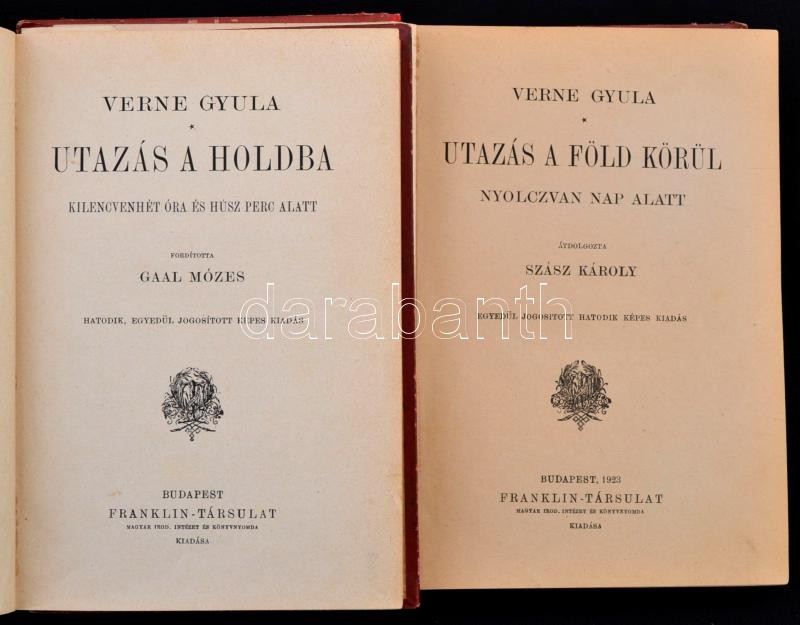 VERNE GYULA
*
UTAZÁS A HOLDBA
KILENCVENHÉT ÓRA ÉS HÚSZ PERC ALATT
FORDÍTOTTA
GAAL MÓZES
HATODIK, EGYEDÜL JOGOSÍTOTT KÉPES KIADÁS
BUDAPEST
FRANKLIN-TÁRSULAT
MAGYAR IROD. INTÉZET ÉS KÖNYVNYOMDA
KIADÁSA
VERNE GYULA
*
UTAZÁS A FÖLD KÖRÜL
NYOLCZVAN NAP ALATT
ÁTDOLGOZTA
SZÁSZ KÁROLY
EGYEDÜL JOGOSITOTT HATODIK KÉPES KIADÁS
BUDAPEST, 1923
FRANKLIN-TÁRSULAT
MAGYAR IROD. INTÉZET ÉS KÖNYVNYOMDA
KIADÁSA
darabanth